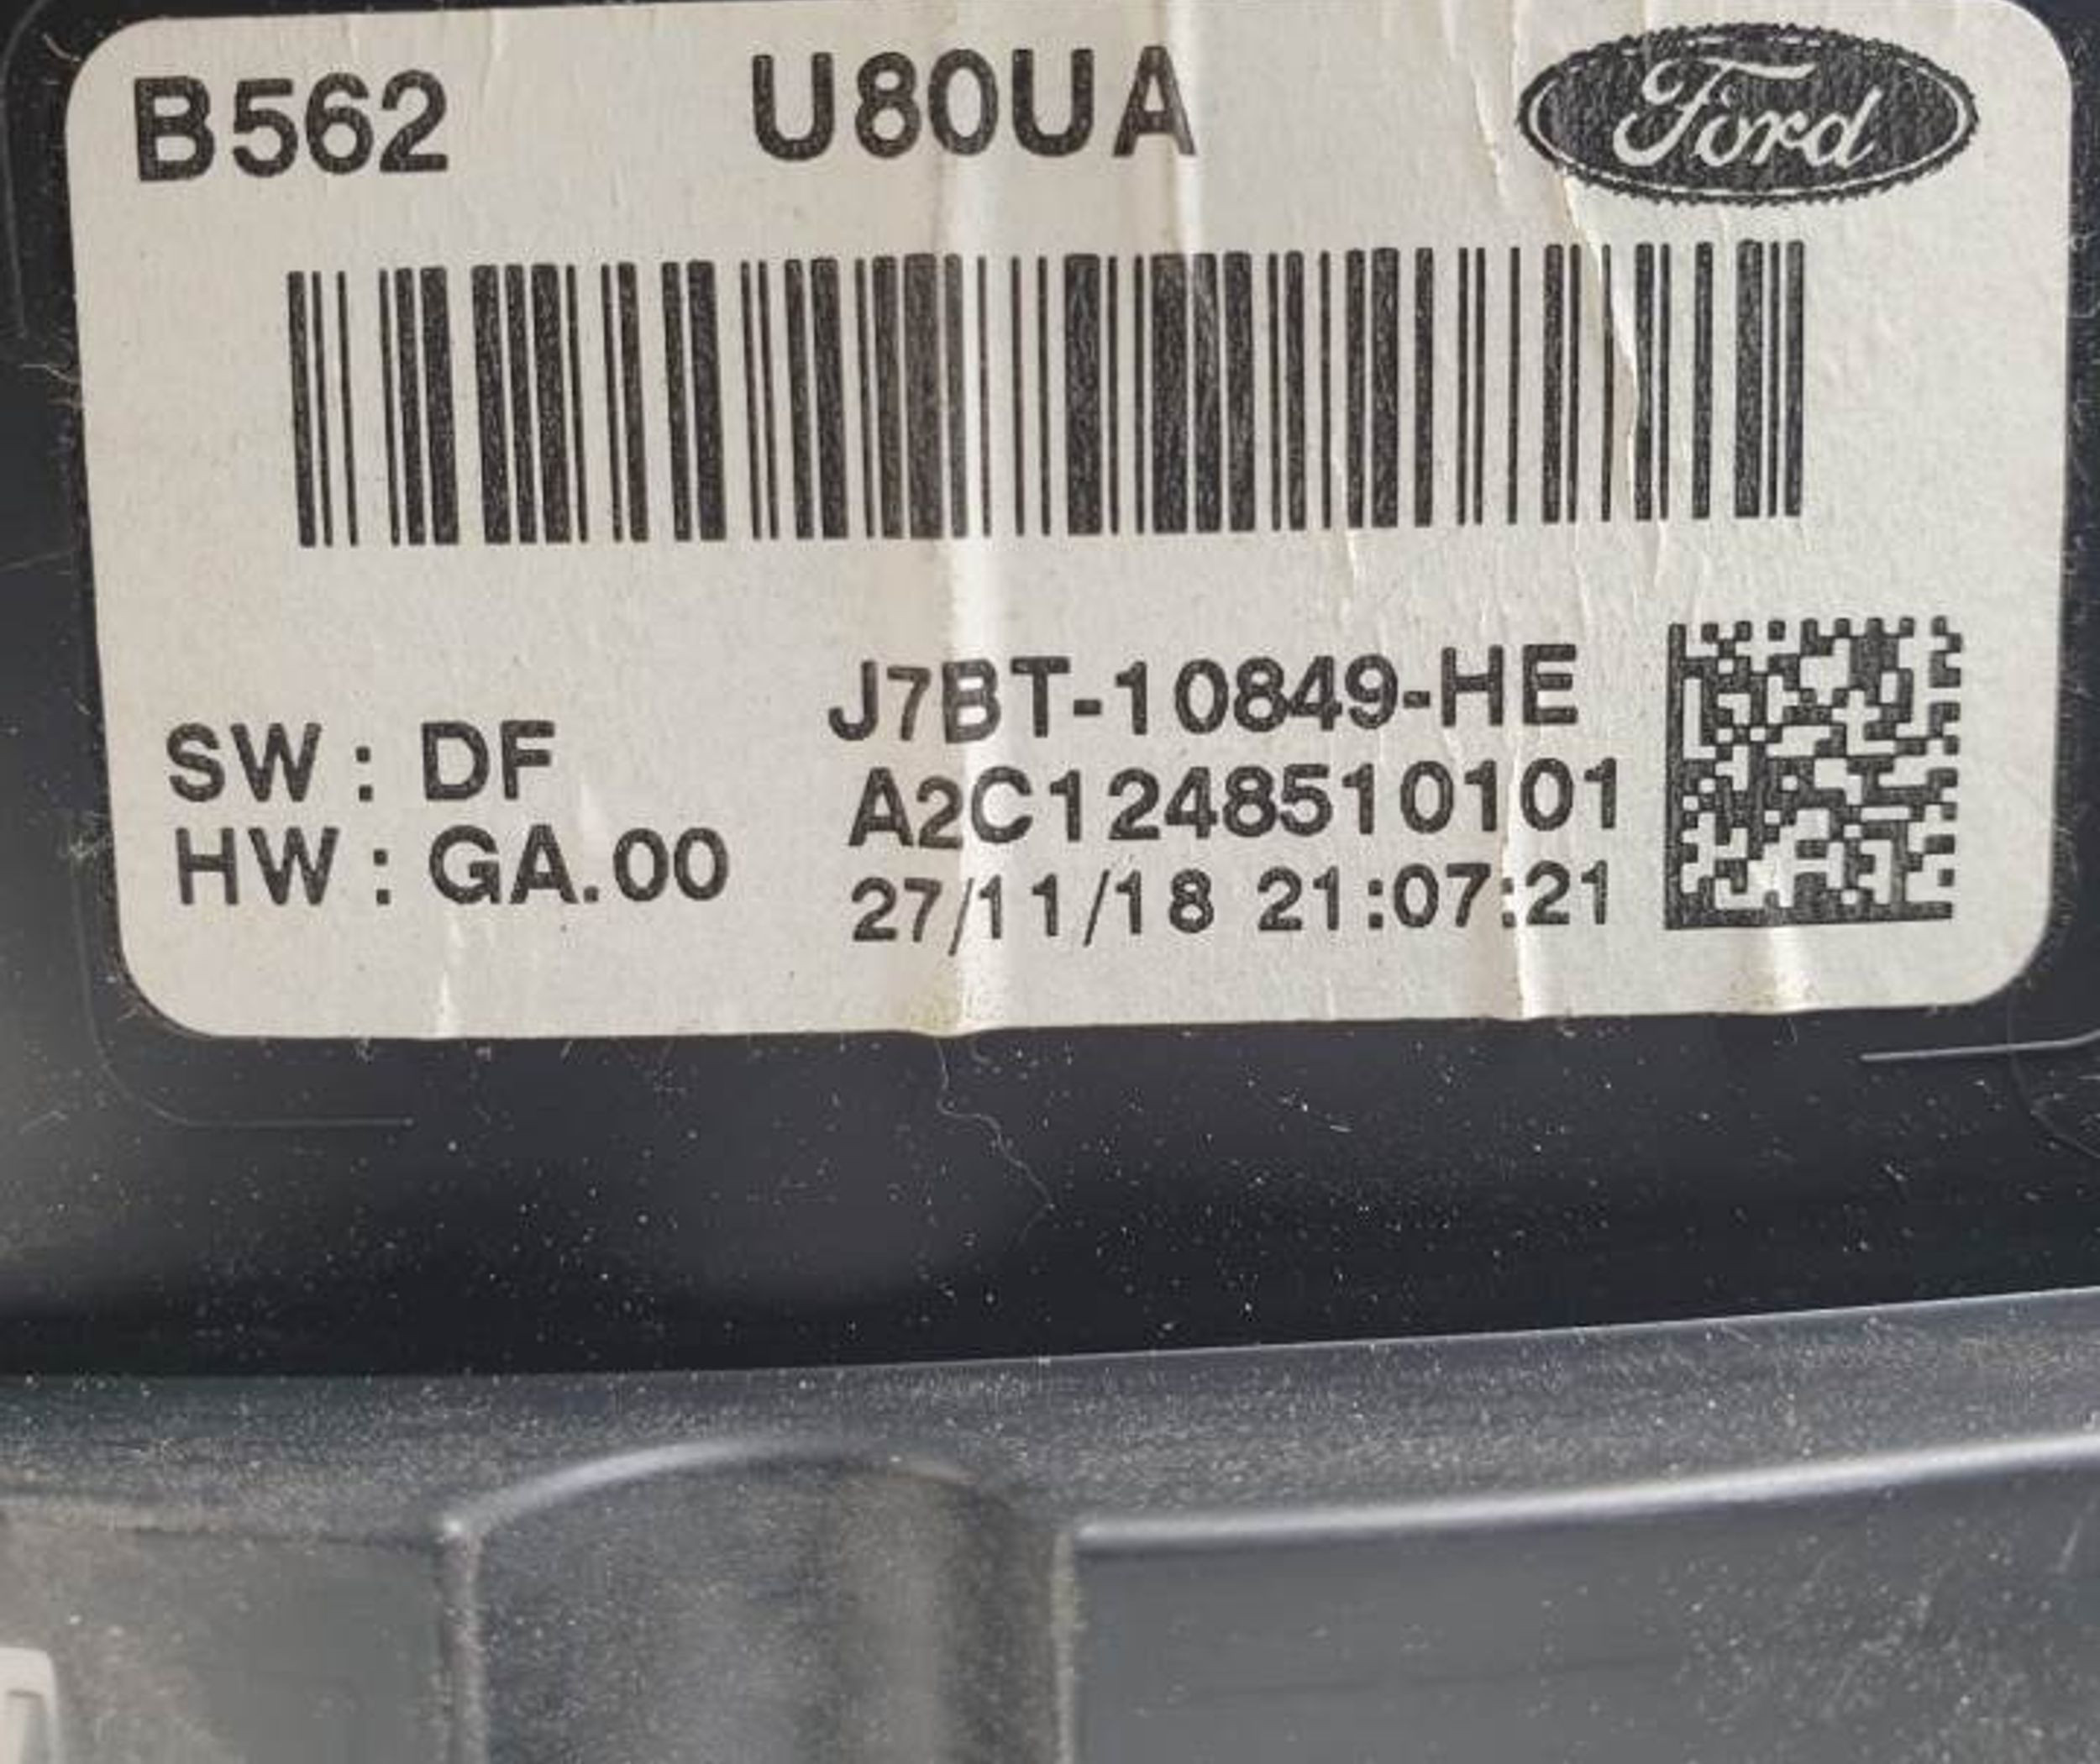 B562 U80UA Ford
J7BT-10849-HE
SW : DF
A2C1248510101
HW : GA.00
27/11/18 21:07:21